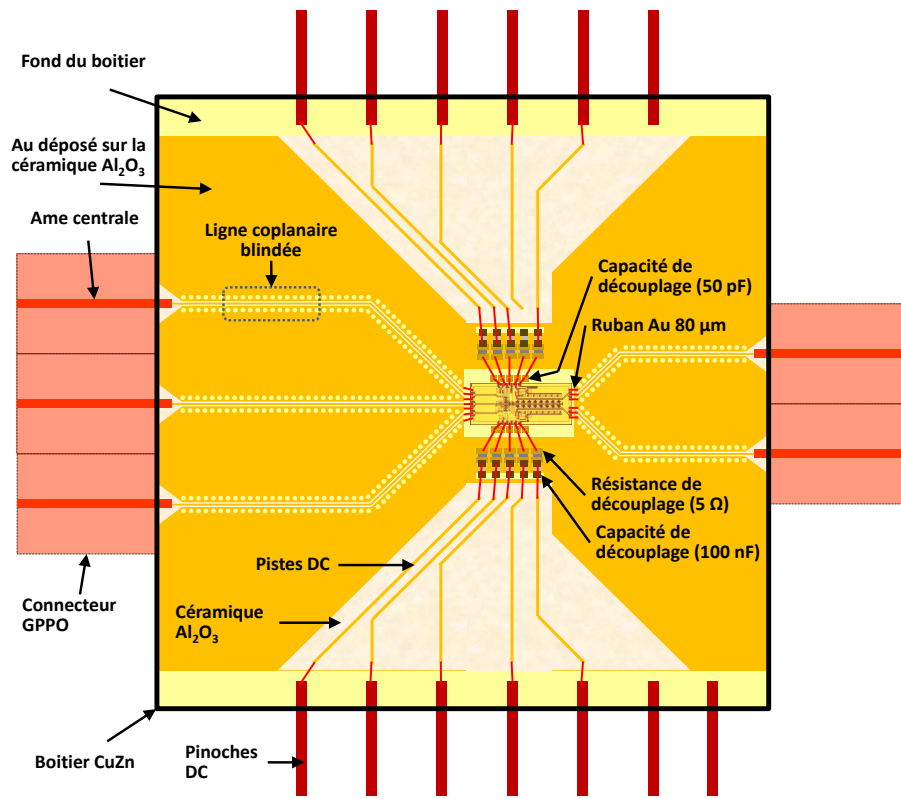 Fond du boitier
Au déposé sur la
céramique Al₂O₃
Ame centrale
Ligne coplanaire
blindée
Capacité de
découplage (50 pF)
Ruban Au 80 µm
Résistance de
découplage (5 Ω)
Capacité de
découplage (100 nF)
Pistes DC
Connecteur
GPPO
Céramique
Al₂O₃
Boitier CuZn
Pinoches
DC